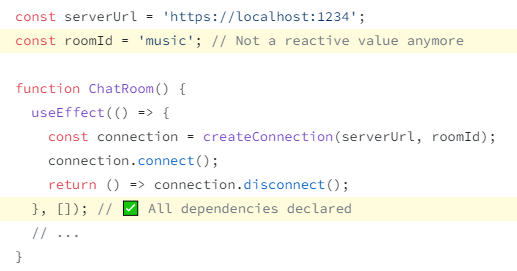 const serverUrl = 'https://localhost:1234';
const roomId = 'music'; // Not a reactive value anymore
function ChatRoom() {
useEffect(() => {
const connection = createConnection(serverUrl, roomId);
connection.connect();
return () => connection.disconnect();
}, []); // ✅ All dependencies declared
// ...
}